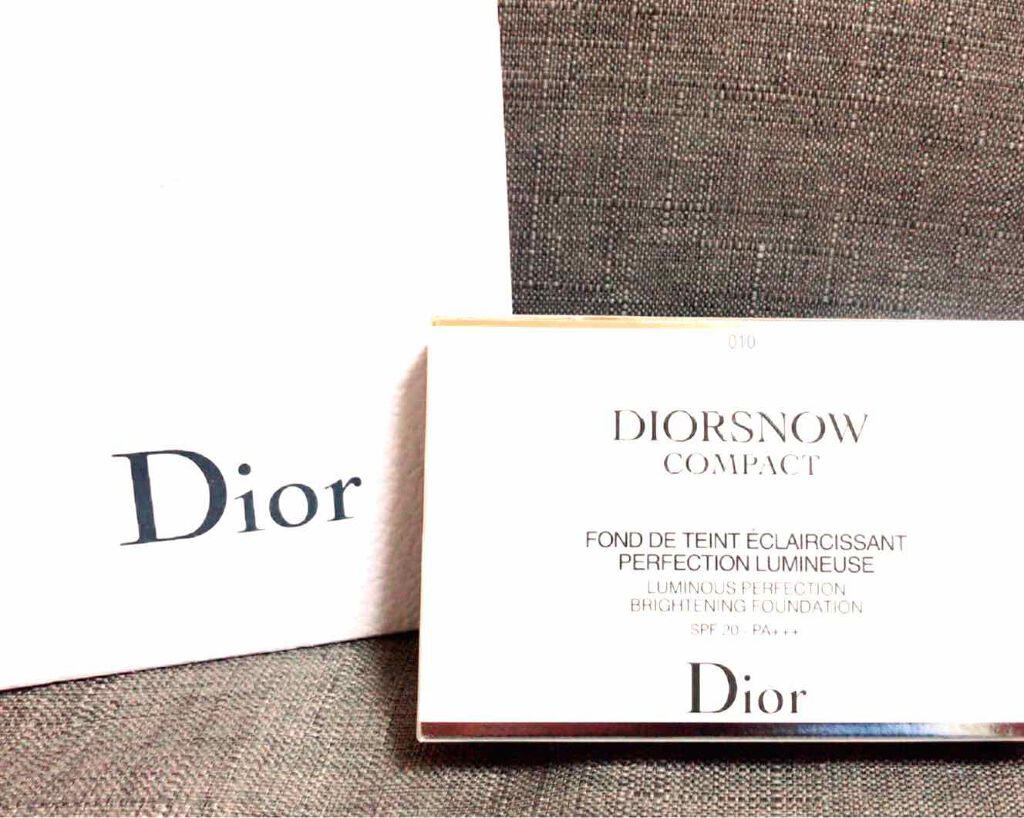 Dior
010
DIORSNOW
COMPACT
FOND DE TEINT ÉCLAIRCISSANT
PERFECTION LUMINEUSE
LUMINOUS PERFECTION
BRIGHTENING FOUNDATION
SPF 20 - PA+++
Dior